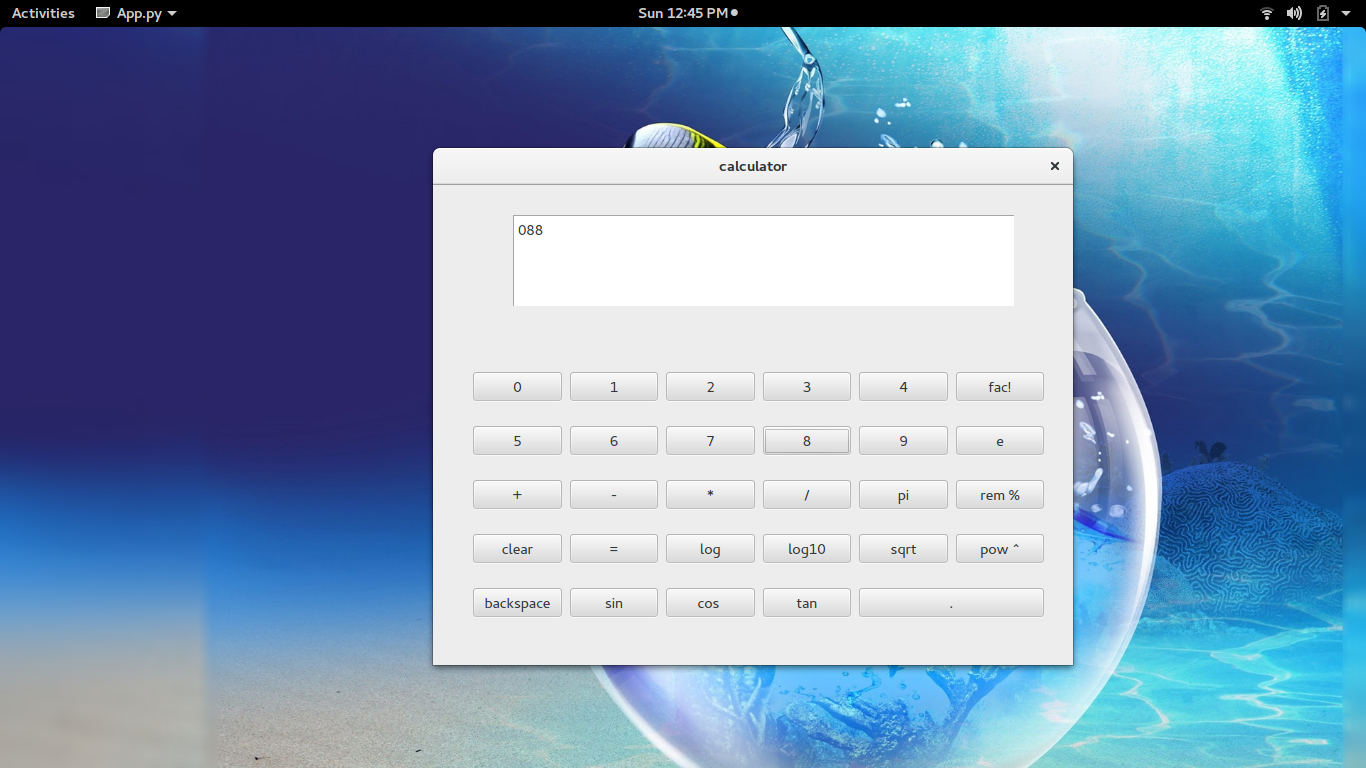 Activities App.py Sun 12:45 PM
calculator ×
088
0 1 2 3 4 fac!
5 6 7 8 9 e
+ - * / pi rem %
clear = log log10 sqrt pow ^
backspace sin cos tan .